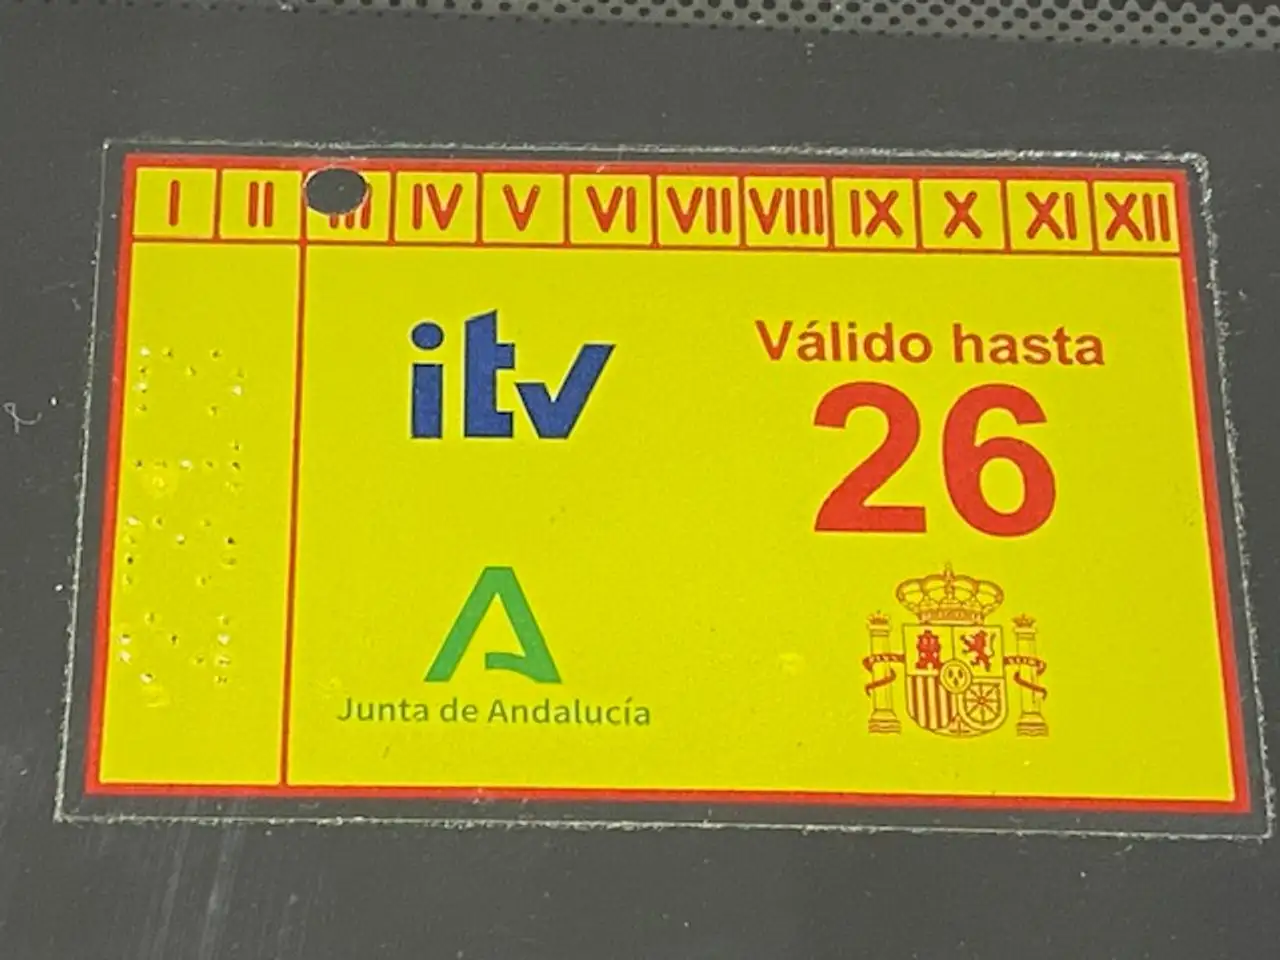 I II III IV V VI VII VIII IX X XI XII
itv
Válido hasta
26
Junta de Andalucía